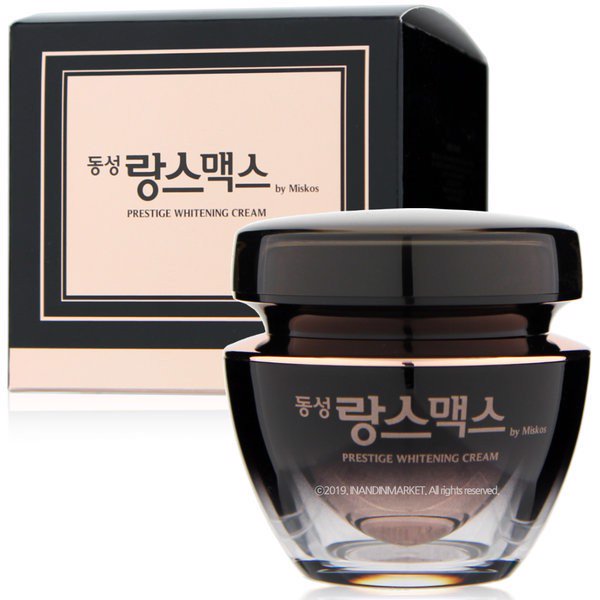 동성 랑스맥스 by Miskos
PRESTIGE WHITENING CREAM
동성 랑스맥스 by Miskos
PRESTIGE WHITENING CREAM
©2019. INANDINMARKET. All rights reserved.